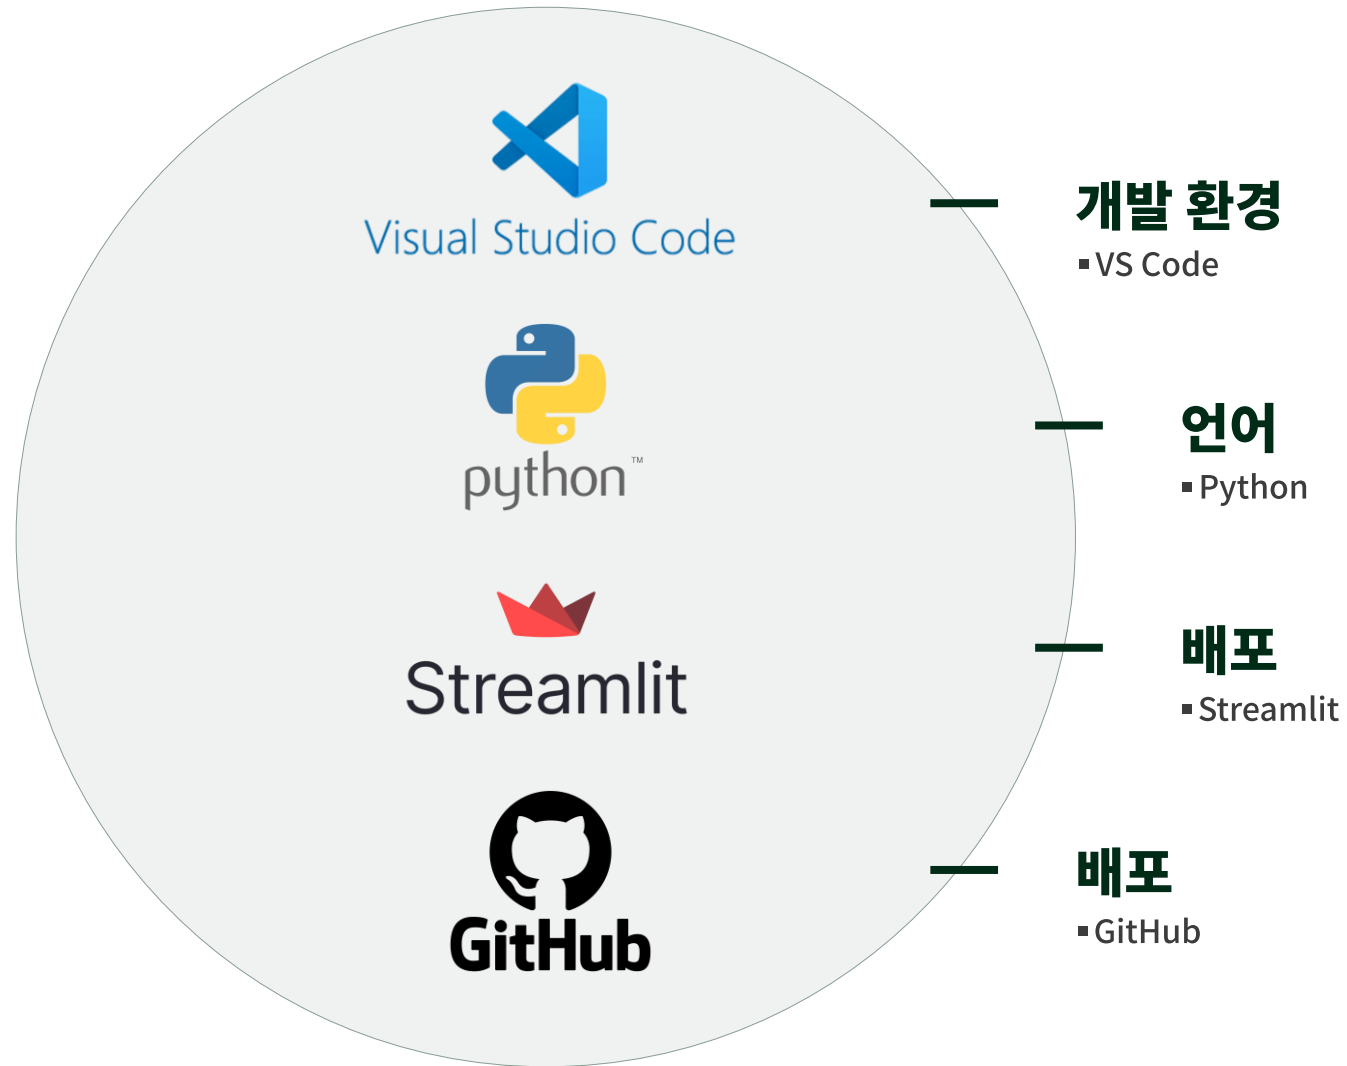 Visual Studio Code
개발 환경
▪VS Code
python™
언어
▪Python
Streamlit
배포
▪Streamlit
GitHub
배포
▪GitHub